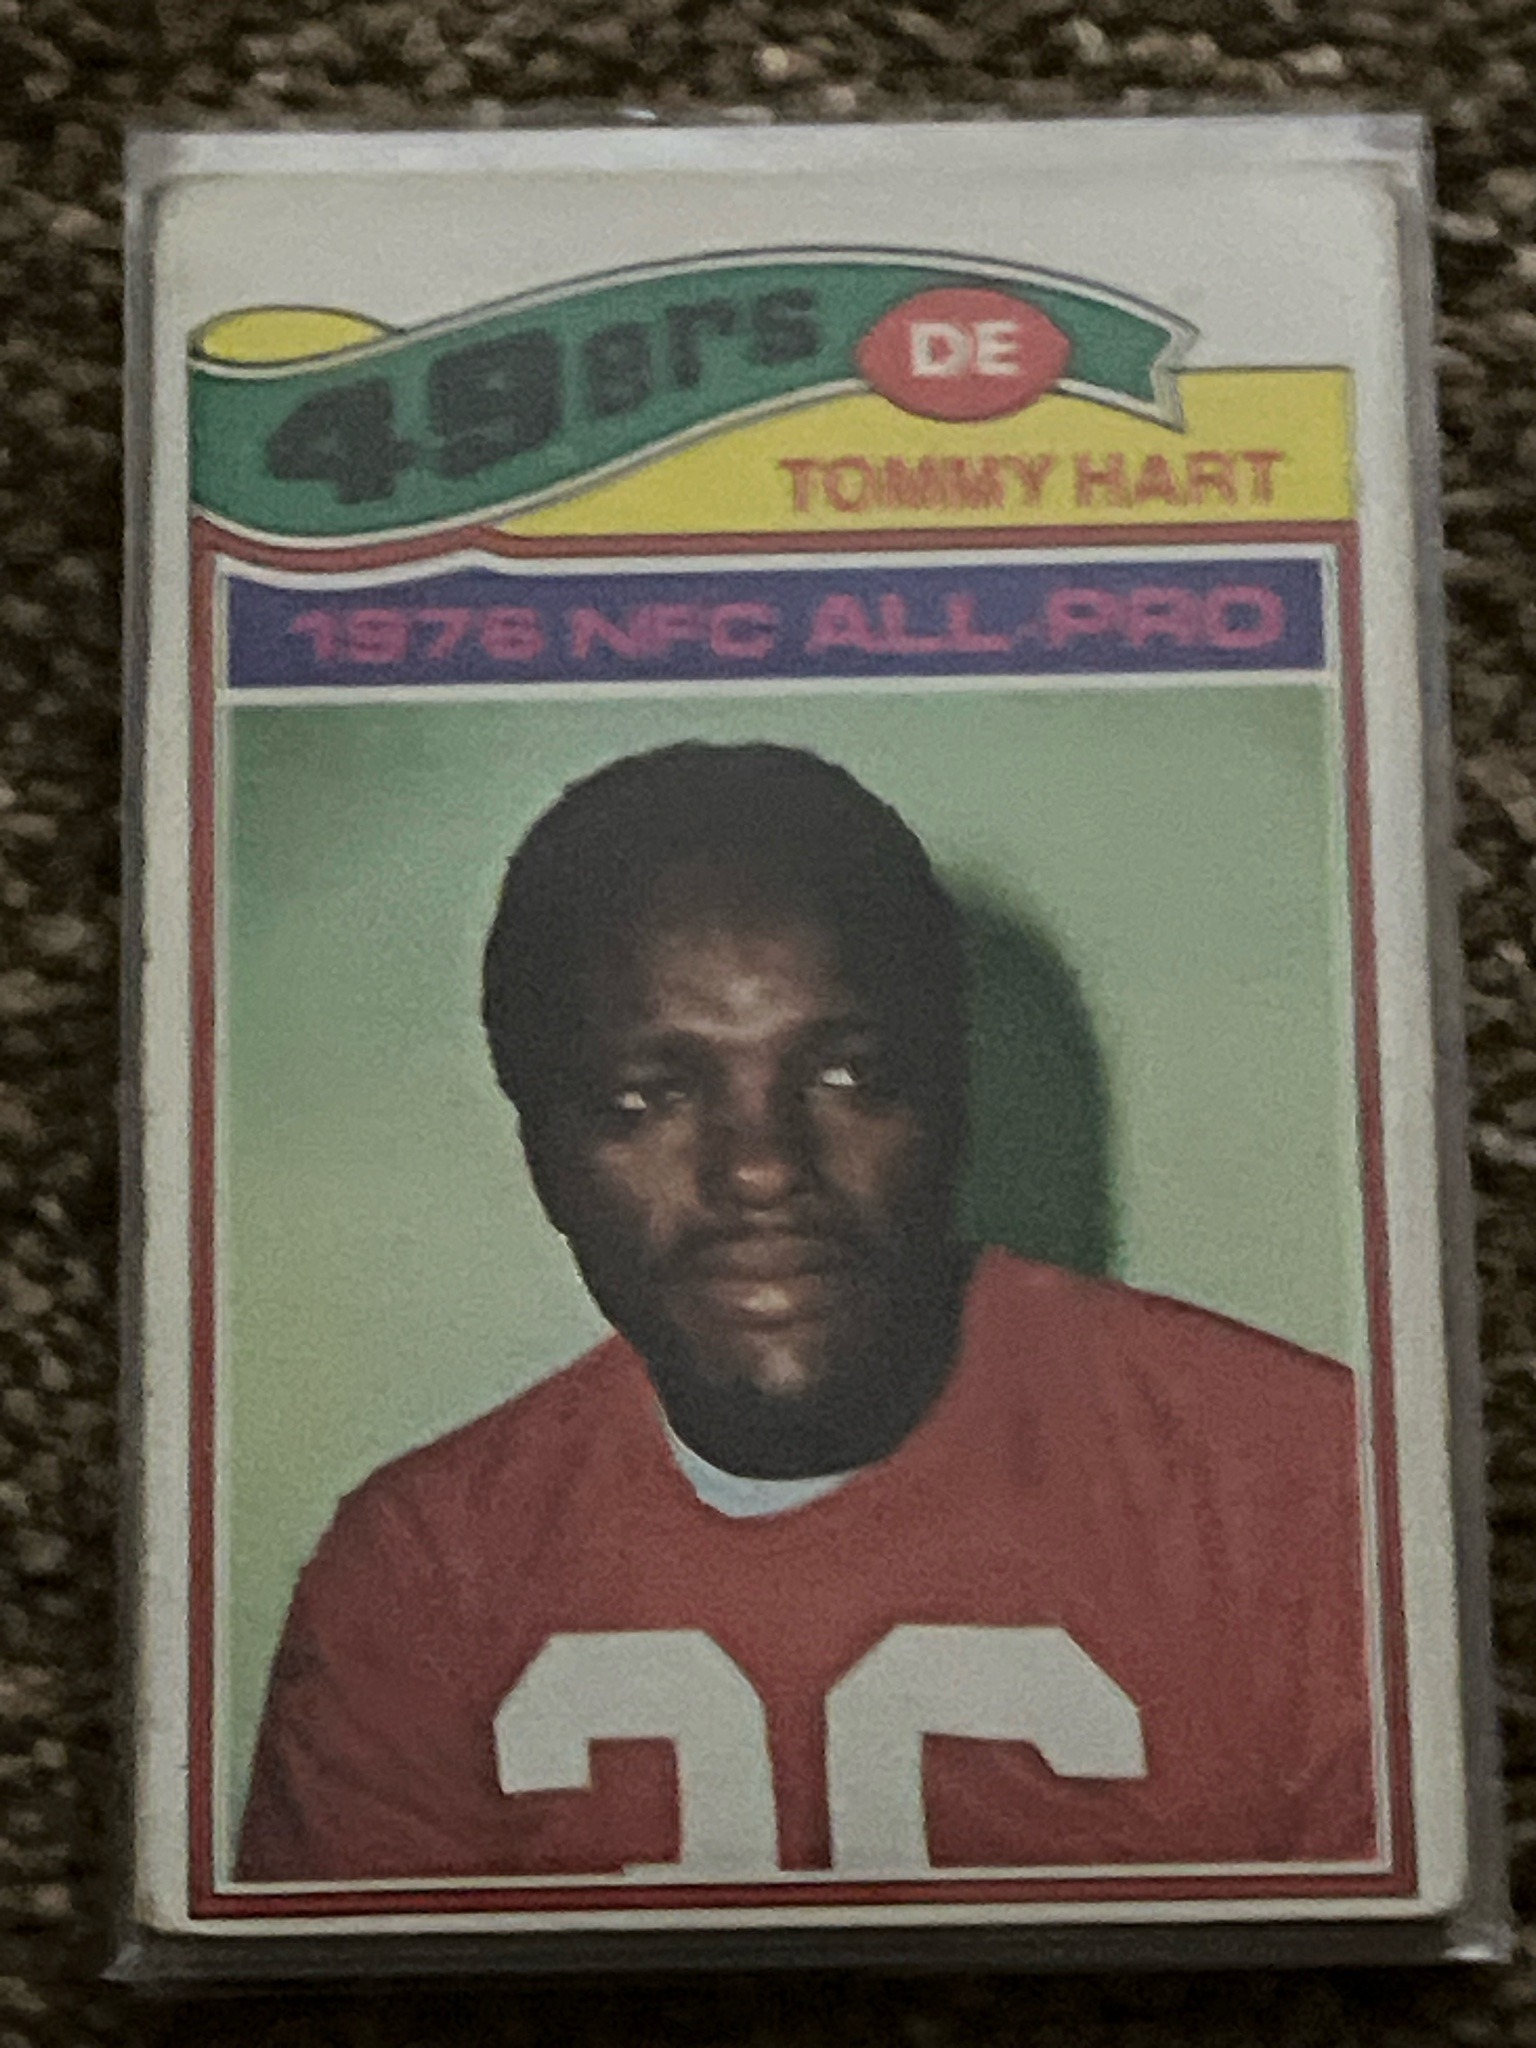 49ers DE
TOMMY HART
1976 NFC ALL-PRO